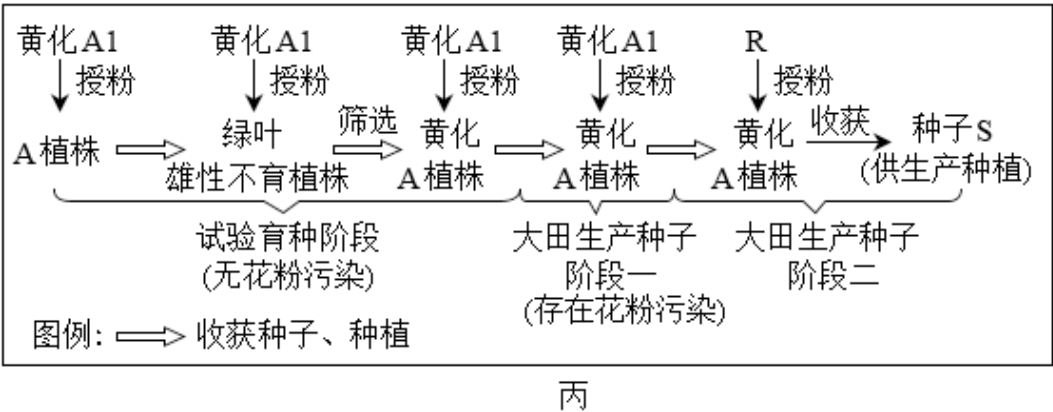 黄化A1 黄化A1 黄化A1 黄化A1 R
授粉 授粉 授粉 授粉 授粉
A植株 绿叶 筛选 黄化 黄化 黄化 收获 种子S
雄性不育植株 A植株 A植株 A植株 (供生产种植)
试验育种阶段 大田生产种子 大田生产种子
(无花粉污染) 阶段一 阶段二
(存在花粉污染)
图例: 收获种子、种植
丙